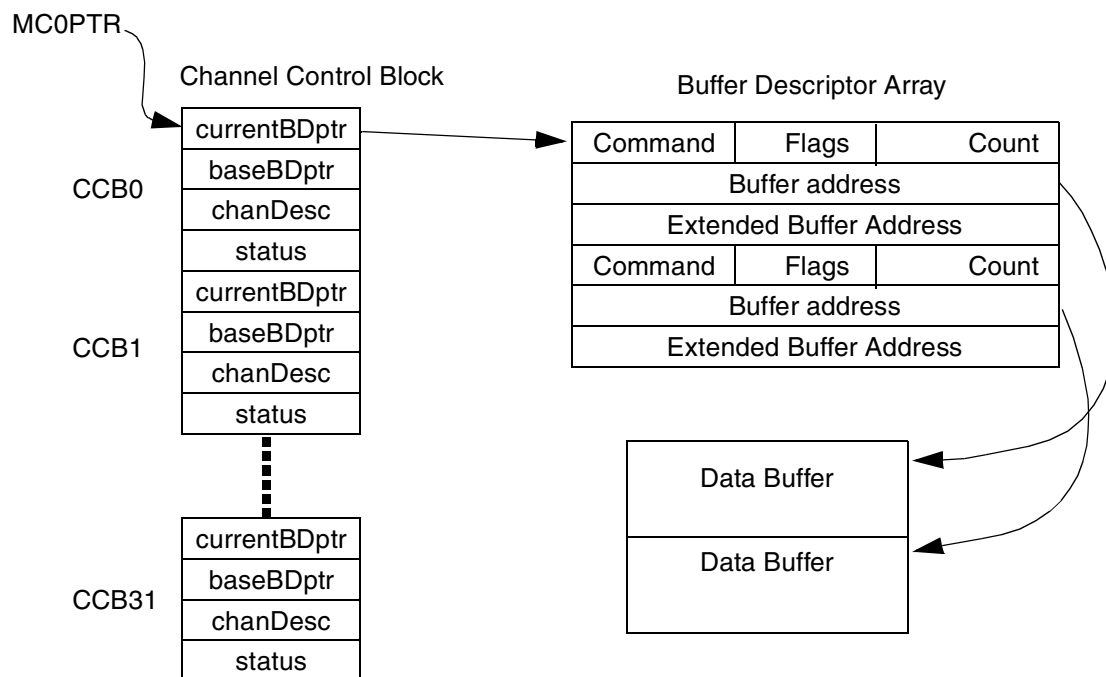 MC0PTR
Channel Control Block
CCB0
currentBDptr
baseBDptr
chanDesc
status
CCB1
currentBDptr
baseBDptr
chanDesc
status
CCB31
currentBDptr
baseBDptr
chanDesc
status
Buffer Descriptor Array
Command Flags Count
Buffer address
Extended Buffer Address
Command Flags Count
Buffer address
Extended Buffer Address
Data Buffer
Data Buffer